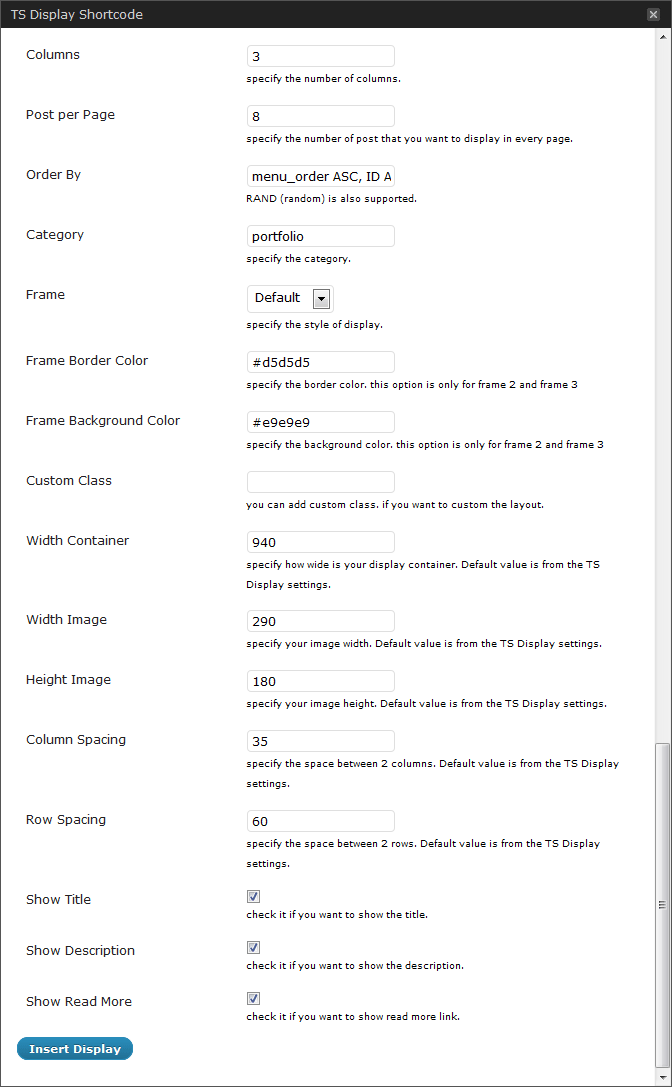 TS Display Shortcode
Columns
3
specify the number of columns.
Post per Page
8
specify the number of post that you want to display in every page.
Order By
menu_order ASC, ID A
RAND (random) is also supported.
Category
portfolio
specify the category.
Frame
Default
specify the style of display.
Frame Border Color
#d5d5d5
specify the border color. this option is only for frame 2 and frame 3
Frame Background Color
#e9e9e9
specify the background color. this option is only for frame 2 and frame 3
Custom Class
you can add custom class. if you want to custom the layout.
Width Container
940
specify how wide is your display container. Default value is from the TS
Display settings.
Width Image
290
specify your image width. Default value is from the TS Display settings.
Height Image
180
specify your image height. Default value is from the TS Display settings.
Column Spacing
35
specify the space between 2 columns. Default value is from the TS Display
settings.
Row Spacing
60
specify the space between 2 rows. Default value is from the TS Display
settings.
Show Title
check it if you want to show the title.
Show Description
check it if you want to show the description.
Show Read More
check it if you want to show read more link.
Insert Display